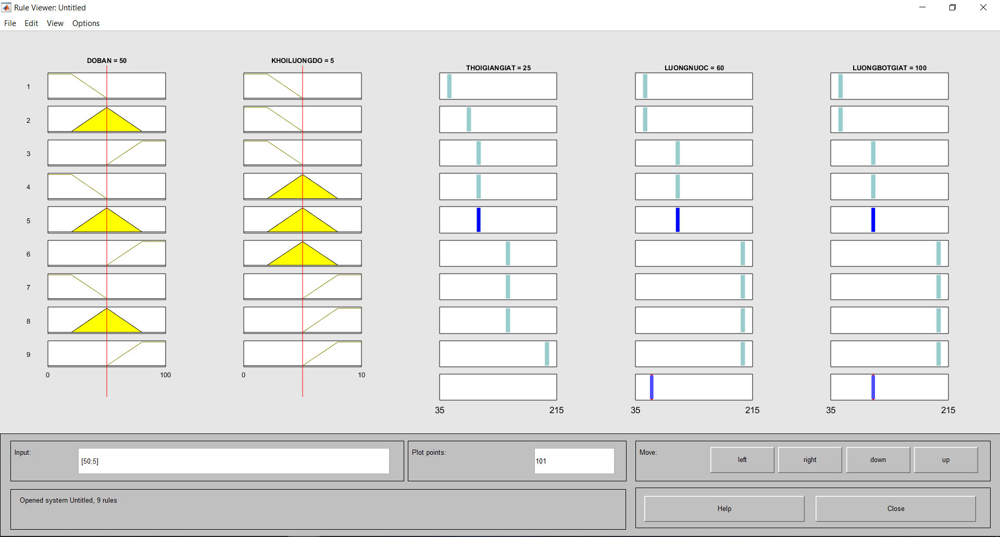 Rule Viewer: Untitled
File Edit View Options
DOBAN = 50
KHOILUONGDO = 5
THOIGIANGIAT = 25
LUONGNUOC = 60
LUONGBOTGIAT = 100
1
2
3
4
5
6
7
8
9
0 100
0 10
35 215
35 215
35 215
Input:
[50;5]
Plot points:
101
Move:
left
right
down
up
Opened system Untitled, 9 rules
Help
Close